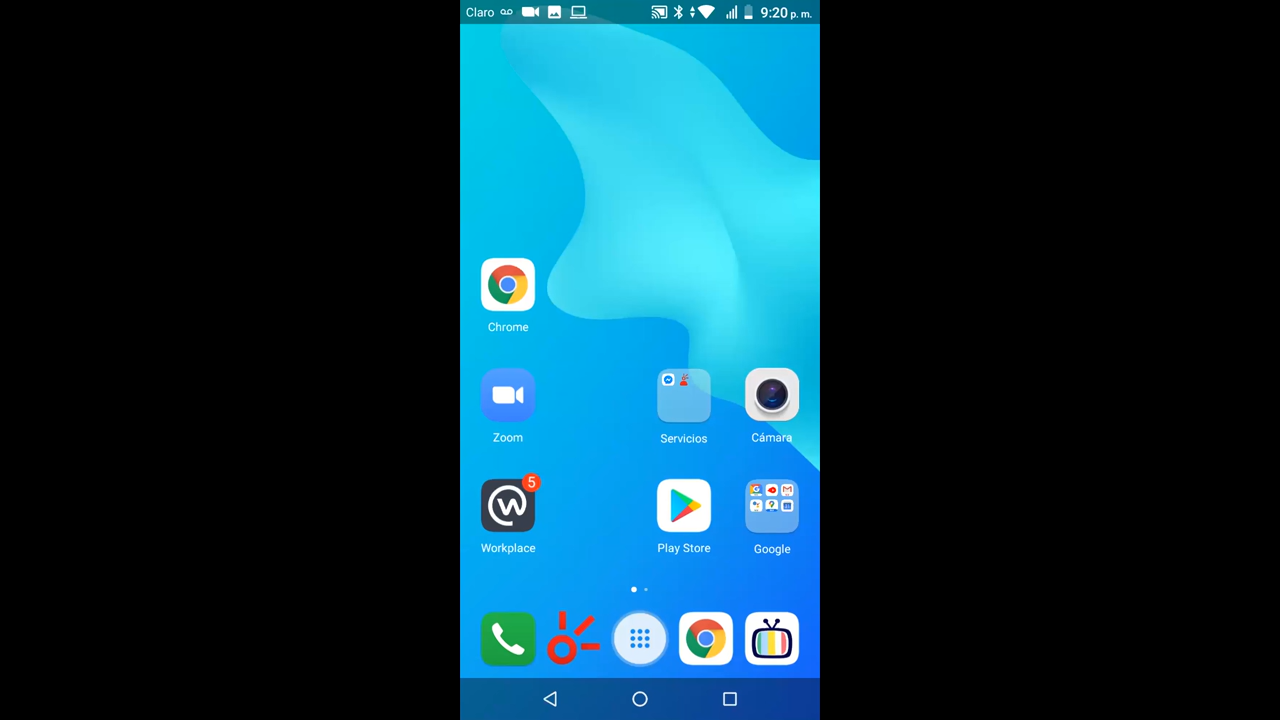 Claro 9:20 p. m.
Chrome
Zoom
Servicios
Cámara
5
Workplace
Play Store
Google